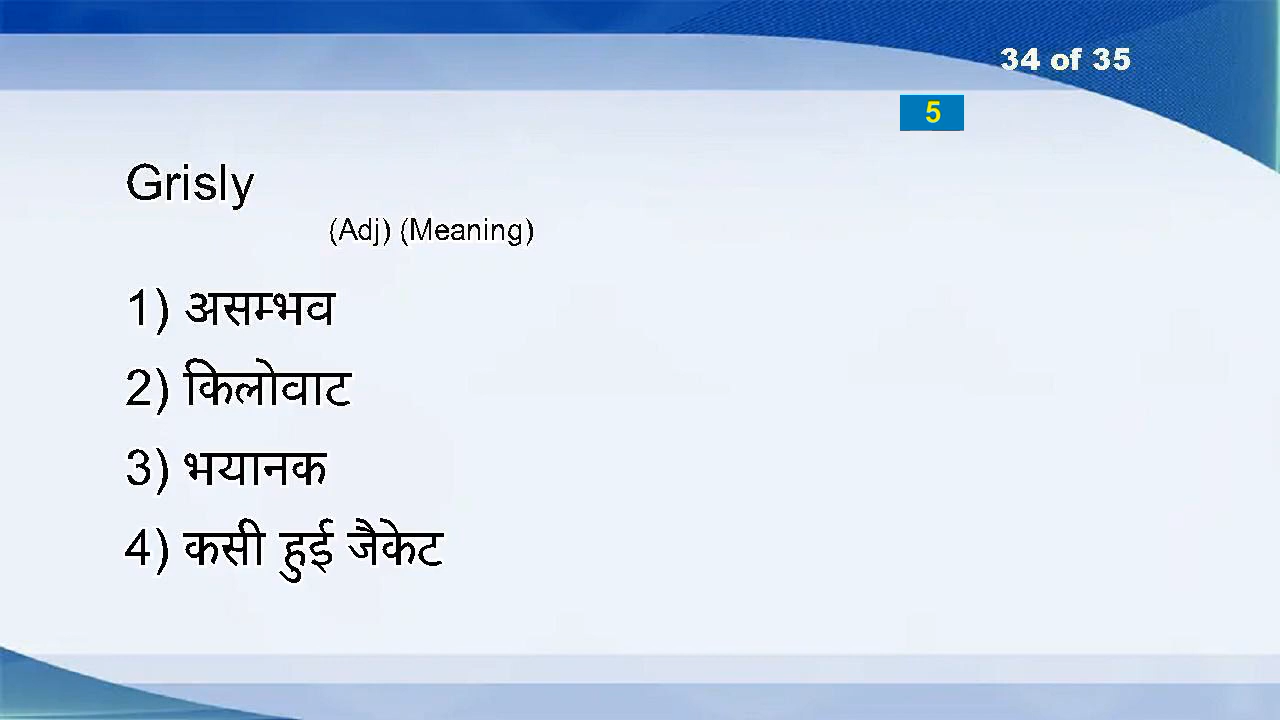 34 of 35
5
Grisly
(Adj) (Meaning)
1) असम्भव
2) किलोवाट
3) भयानक
4) कसी हुई जैकेट